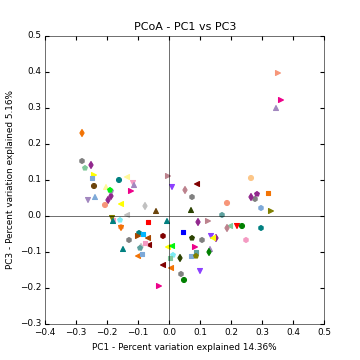 PCoA - PC1 vs PC3
PC3 - Percent variation explained 5.16%
0.5
0.4
0.3
0.2
0.1
0.0
−0.1
−0.2
−0.3
−0.4 −0.3 −0.2 −0.1 0.0 0.1 0.2 0.3 0.4 0.5
PC1 - Percent variation explained 14.36%